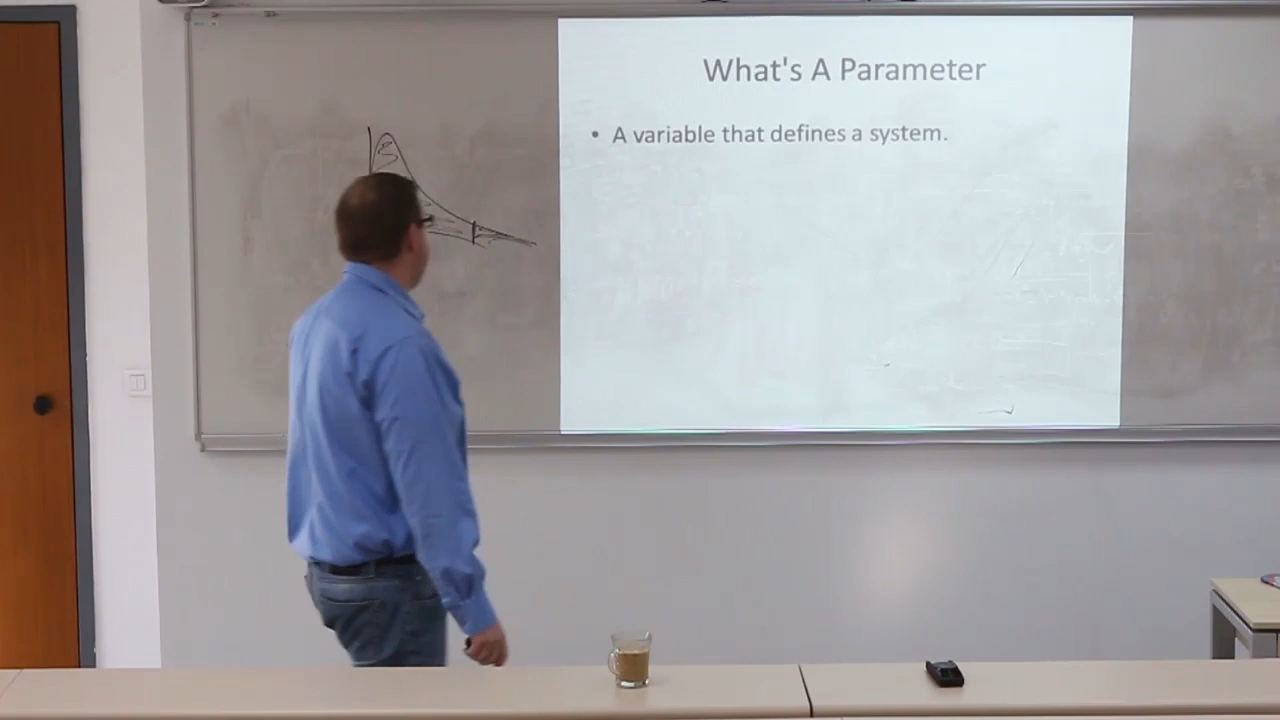 What's A Parameter
• A variable that defines a system.